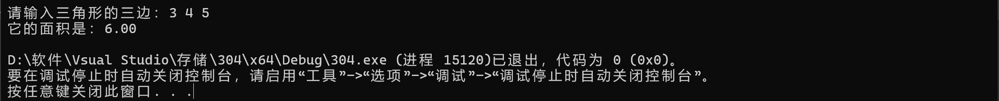 请输入三角形的三边：3 4 5
它的面积是：6.00
D:\软件\Vsual Studio\存储\304\x64\Debug\304.exe (进程 15120)已退出，代码为 0 (0x0)。
要在调试停止时自动关闭控制台，请启用“工具”->“选项”->“调试”->“调试停止时自动关闭控制台”。
按任意键关闭此窗口. . .